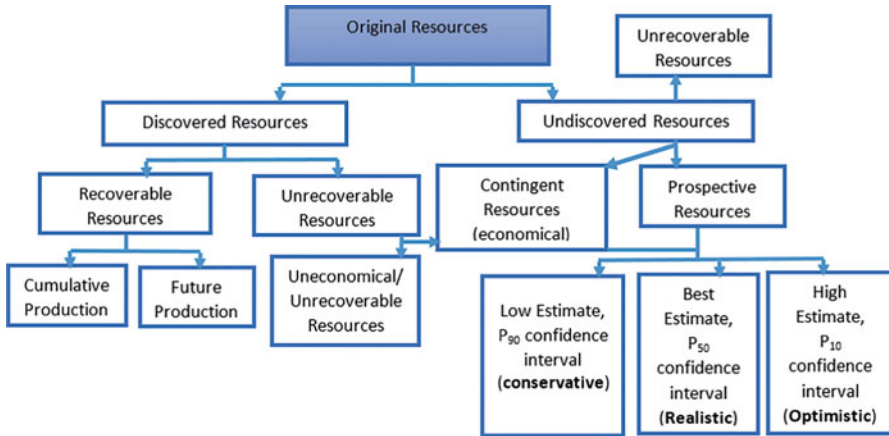 Original Resources
Unrecoverable
Resources
Discovered Resources
Undiscovered Resources
Recoverable
Resources
Unrecoverable
Resources
Contingent
Resources
(economical)
Prospective
Resources
Cumulative
Production
Future
Production
Uneconomical/
Unrecoverable
Resources
Low Estimate,
P90 confidence
interval
(conservative)
Best
Estimate,
P50
confidence
interval
(Realistic)
High
Estimate,
P10
confidence
interval
(Optimistic)